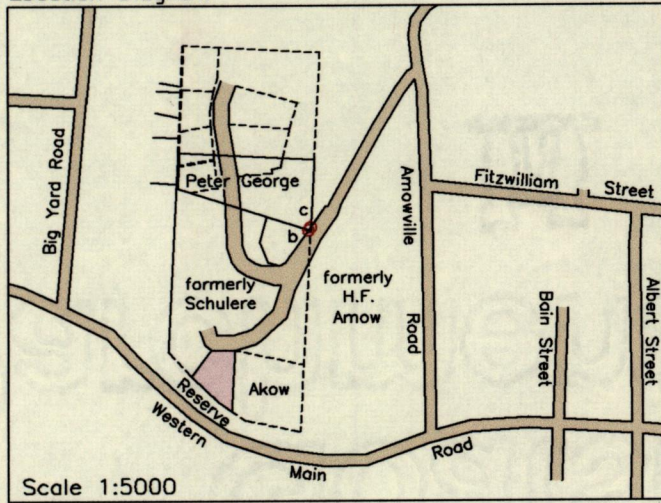 Big Yard Road
Peter George
c
b
formerly
Schulere
formerly
H.F.
Amow
Amowville
Road
Fitzwilliam
Street
Bain Street
Albert Street
Akow
Reserve
Western
Main
Road
Scale 1:5000